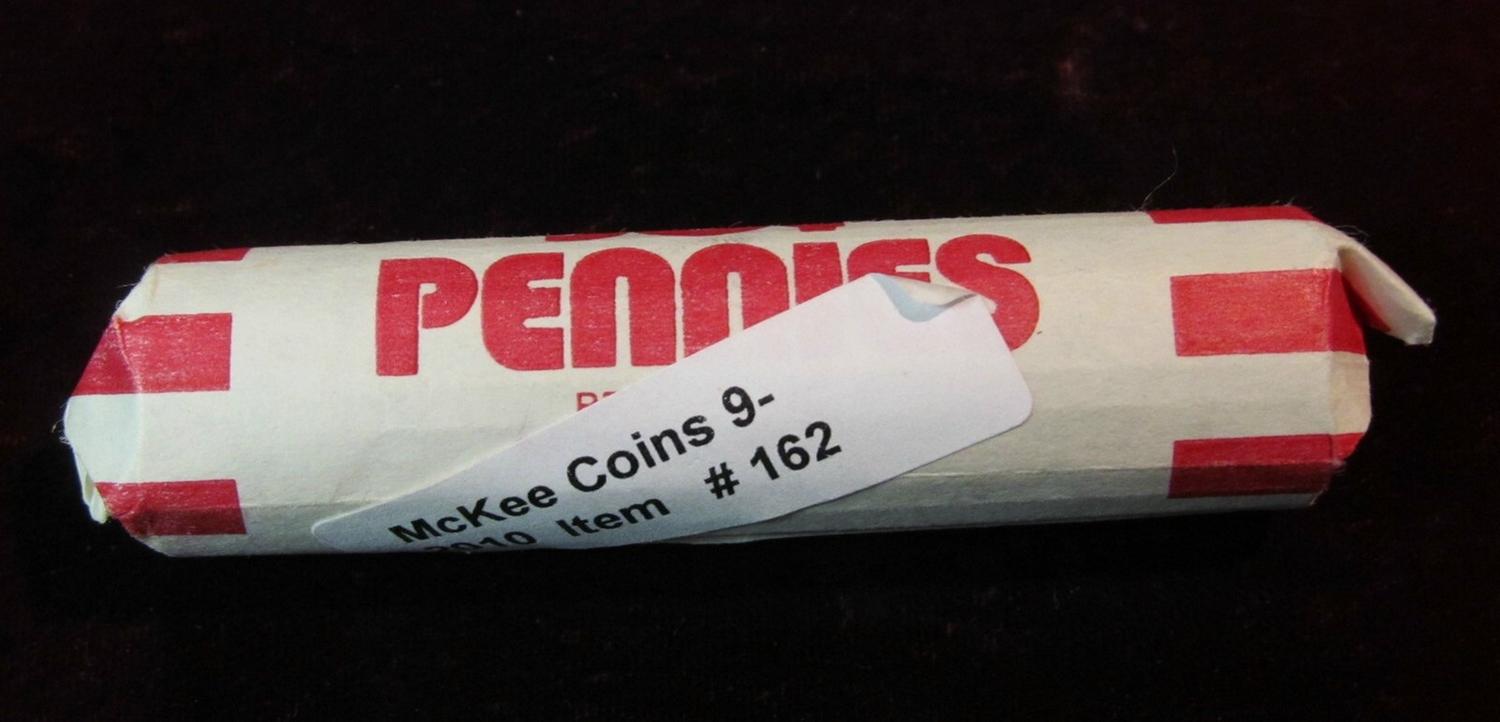 PENNIES
McKee Coins 9-
2010 Item # 162